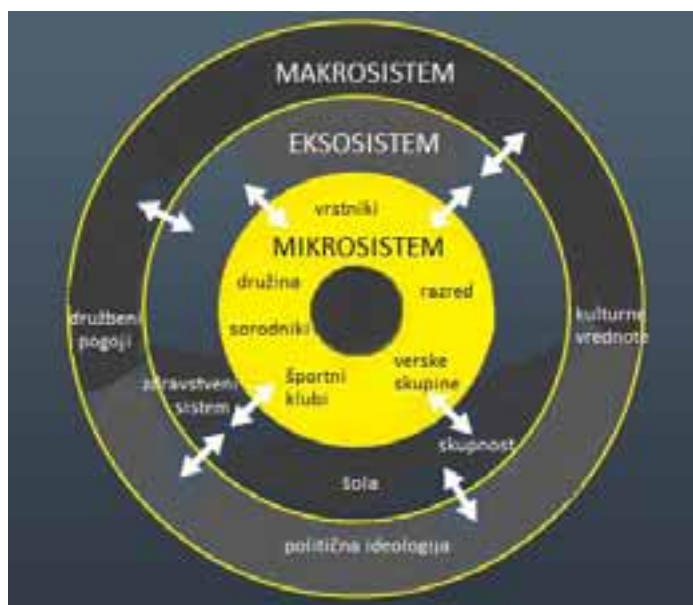 MAKROSISTEM
EKSOSISTEM
vrstniki
MIKROSISTEM
družina
razred
sorodniki
športni
klubi
verske
skupine
družbeni
pogoji
kulturne
vrednote
zdravstveni
sistem
skupnost
šola
politična ideologija